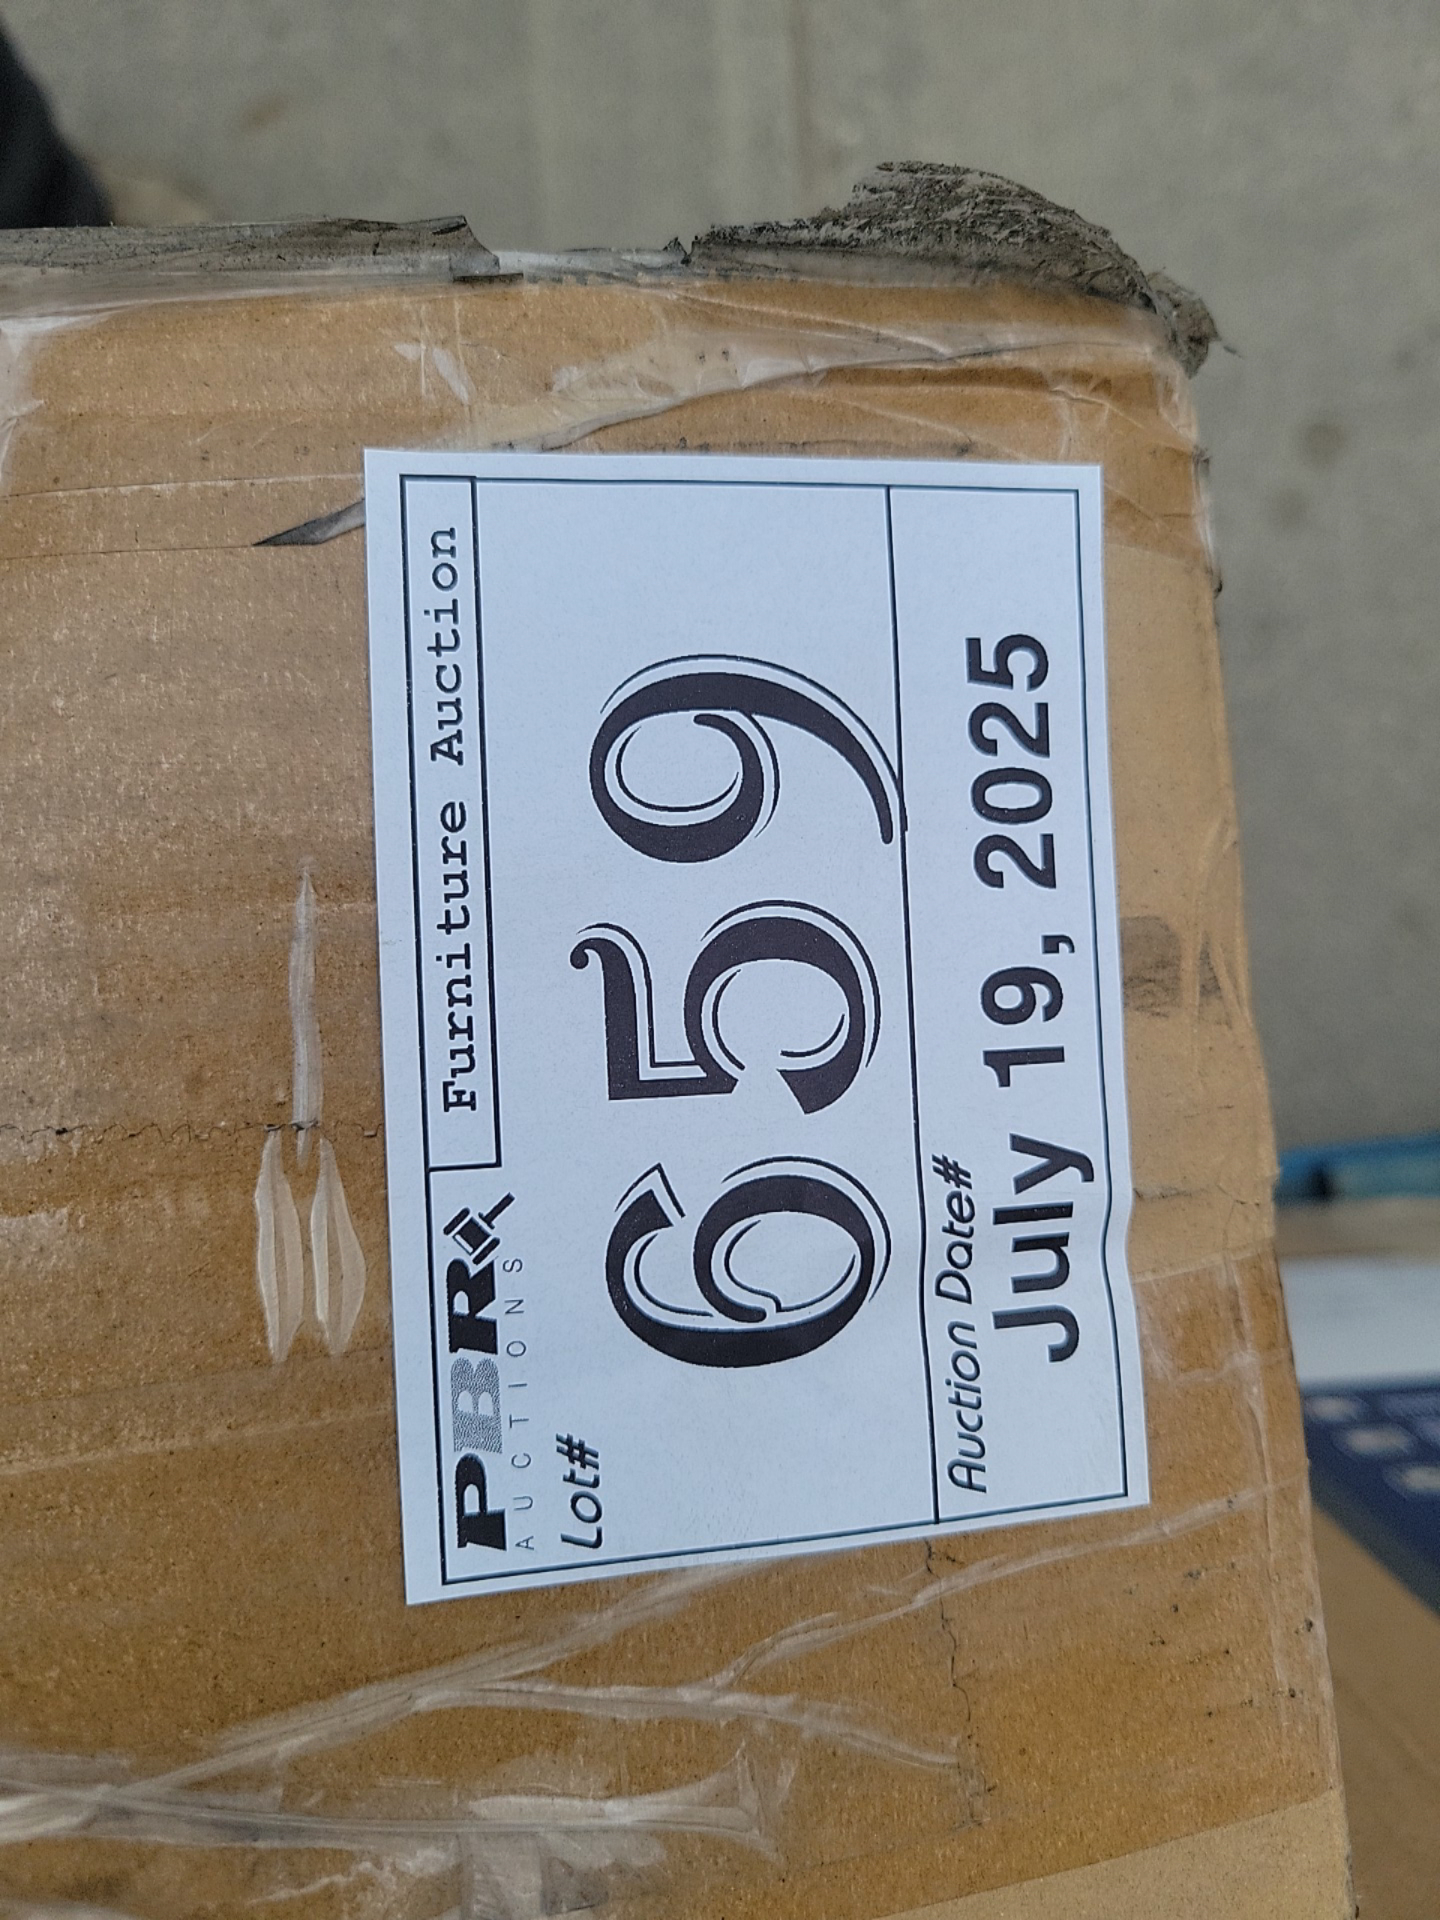 PBR
AUCTIONS
Furniture Auction
Lot#
659
Auction Date#
July 19, 2025